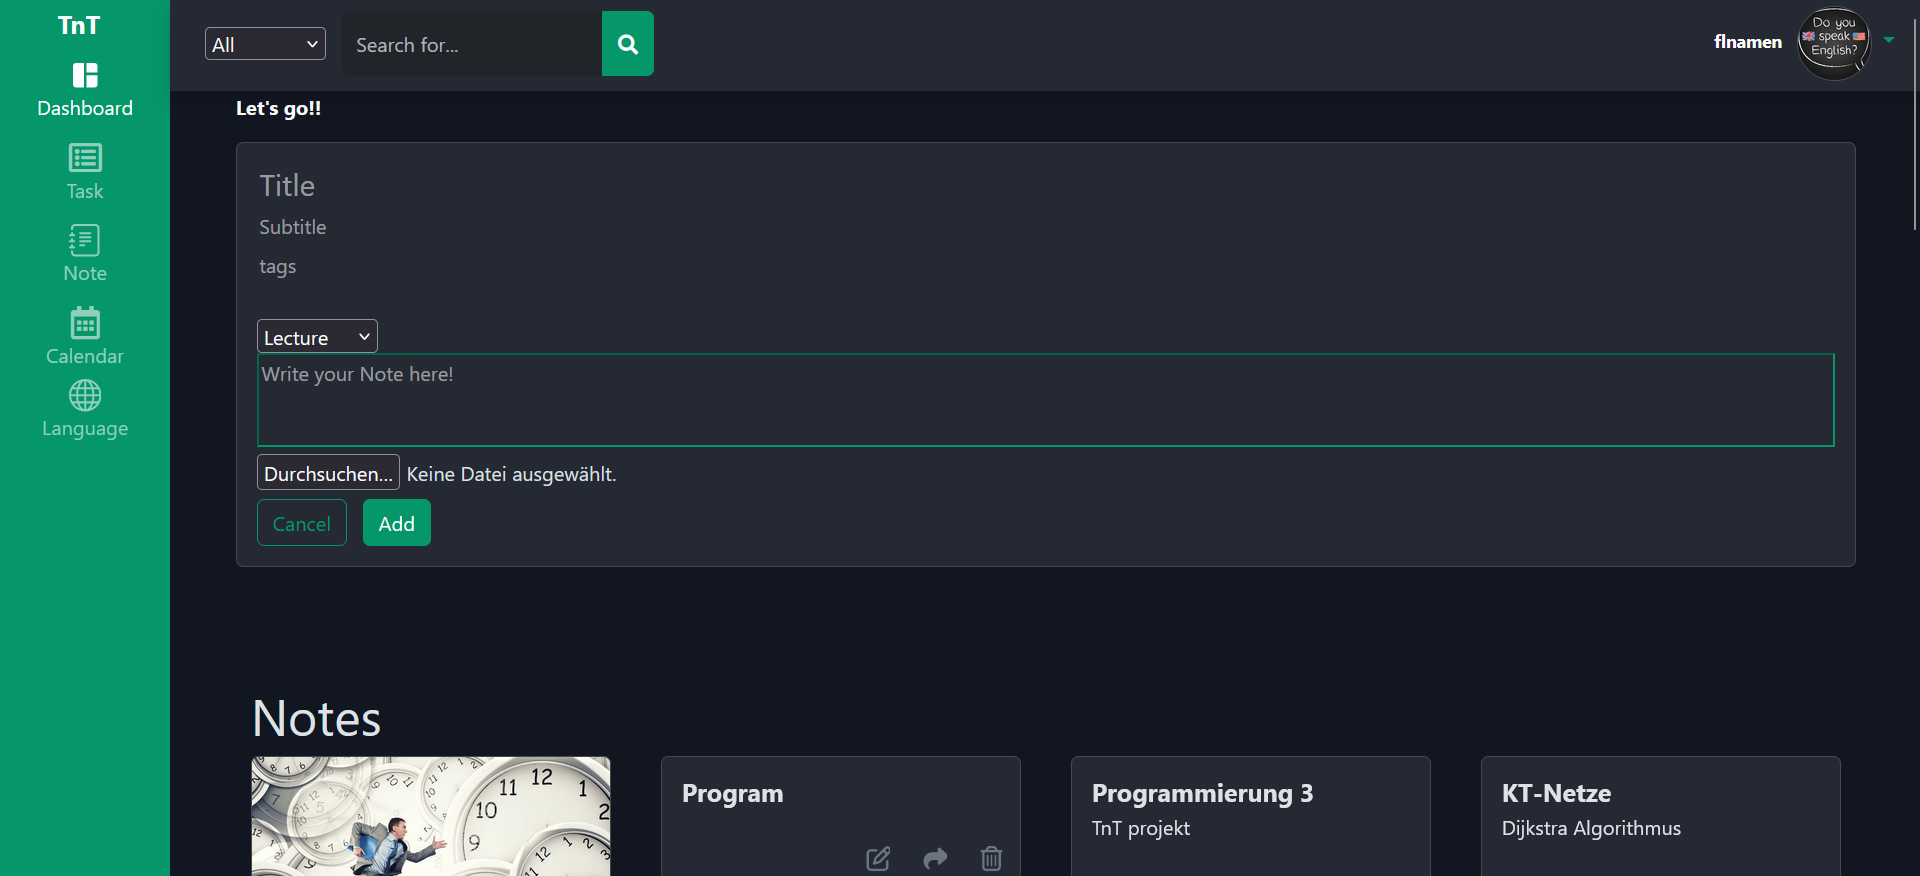 TnT
Dashboard
Task
Note
Calendar
Language
All
Search for...
flnamen
Do you
speak
English?
Let's go!!
Title
Subtitle
tags
Lecture
Write your Note here!
Durchsuchen... Keine Datei ausgewählt.
Cancel Add
Notes
Program
Programmierung 3
TnT projekt
KT-Netze
Dijkstra Algorithmus